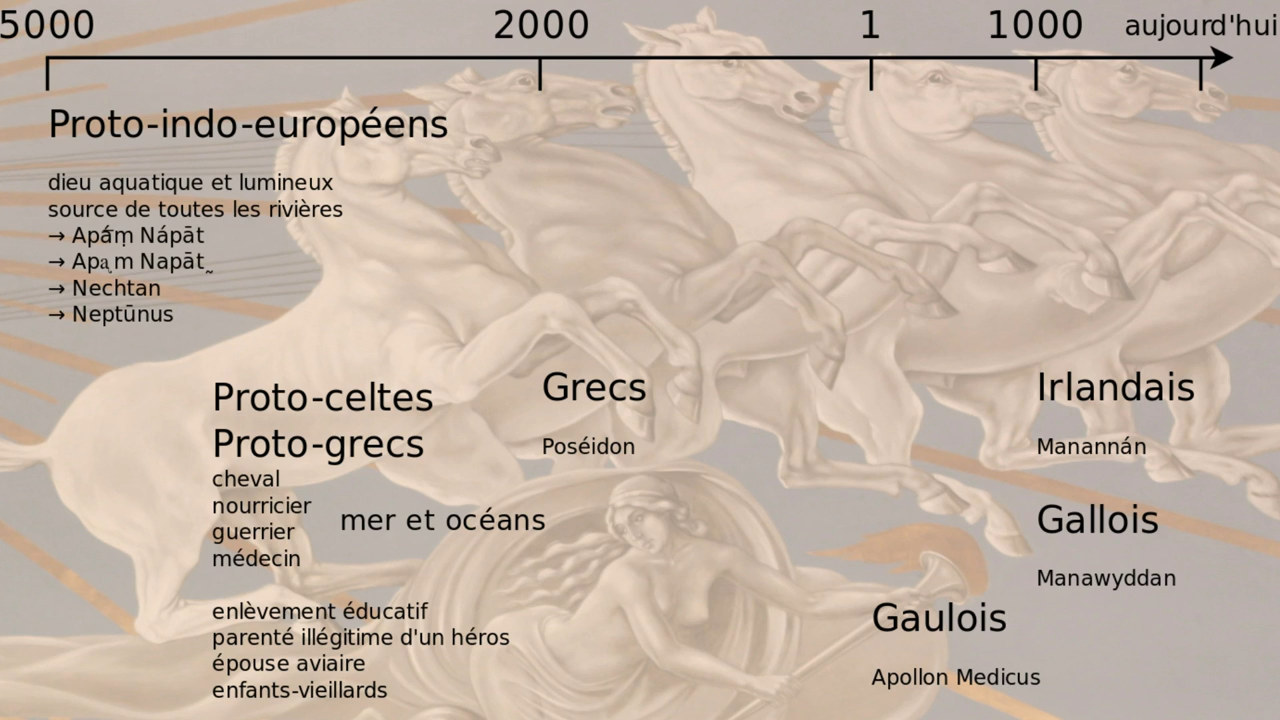 5000 2000 1 1000 aujourd'hui
Proto-indo-européens
dieu aquatique et lumineux
source de toutes les rivières
→ Apā́ṃ Nápāt
→ Apa̧m Napāt̰
→ Nechtan
→ Neptūnus
Proto-celtes
Proto-grecs
cheval
nourricier
guerrier
médecin
mer et océans
enlèvement éducatif
parenté illégitime d'un héros
épouse aviaire
enfants-vieillards
Grecs
Poséidon
Irlandais
Manannán
Gallois
Manawyddan
Gaulois
Apollon Medicus